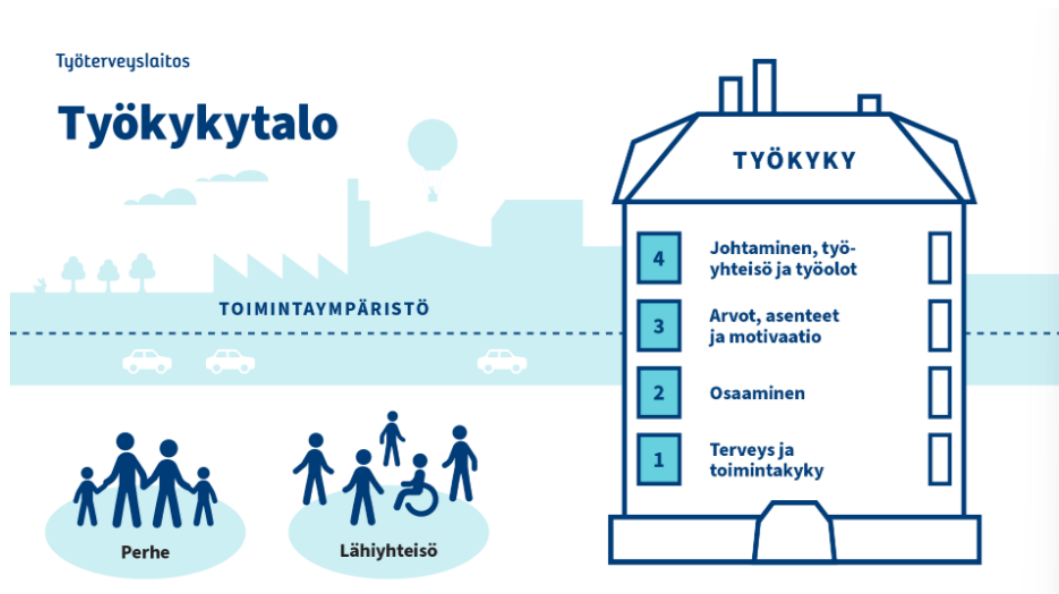 Työterveyslaitos
Työkykytalo
TOIMINTAYMPÄRISTÖ
Perhe
Lähiyhteisö
TYÖKYKY
4
Johtaminen, työ-
yhteisö ja työolot
3
Arvot, asenteet
ja motivaatio
2
Osaaminen
1
Terveys ja
toimintakyky